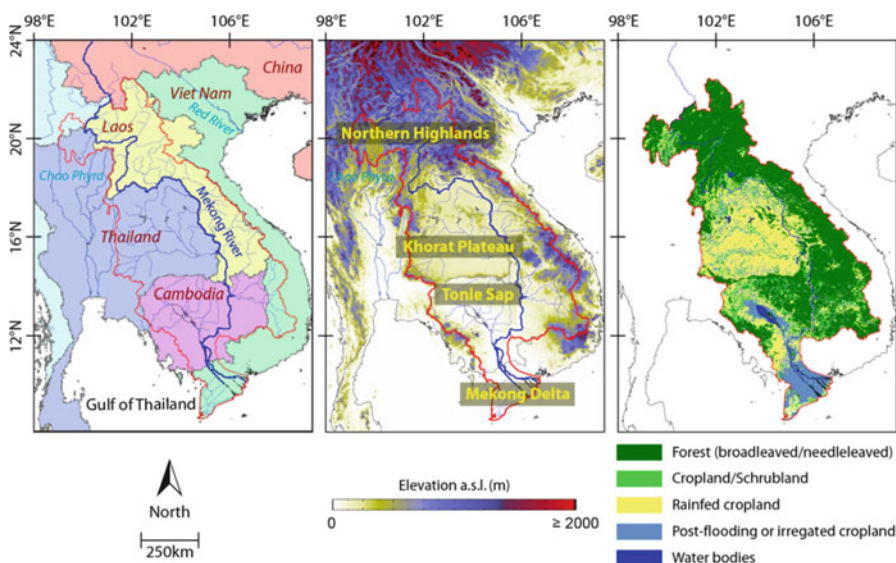 98°E 102°E 106°E 98°E 102°E 106°E 98°E 102°E 106°E
24°N
20°N
16°N
12°N
China
Viet Nam
Red River
Laos
Chao Phyra
Mekong River
Thailand
Cambodia
Gulf of Thailand
Northern Highlands
Chao Phyra
Khorat Plateau
Tonle Sap
Mekong Delta
North
250km
Elevation a.s.l. (m)
0 ≥ 2000
Forest (broadleaved/needleleaved)
Cropland/Schrubland
Rainfed cropland
Post-flooding or irregated cropland
Water bodies